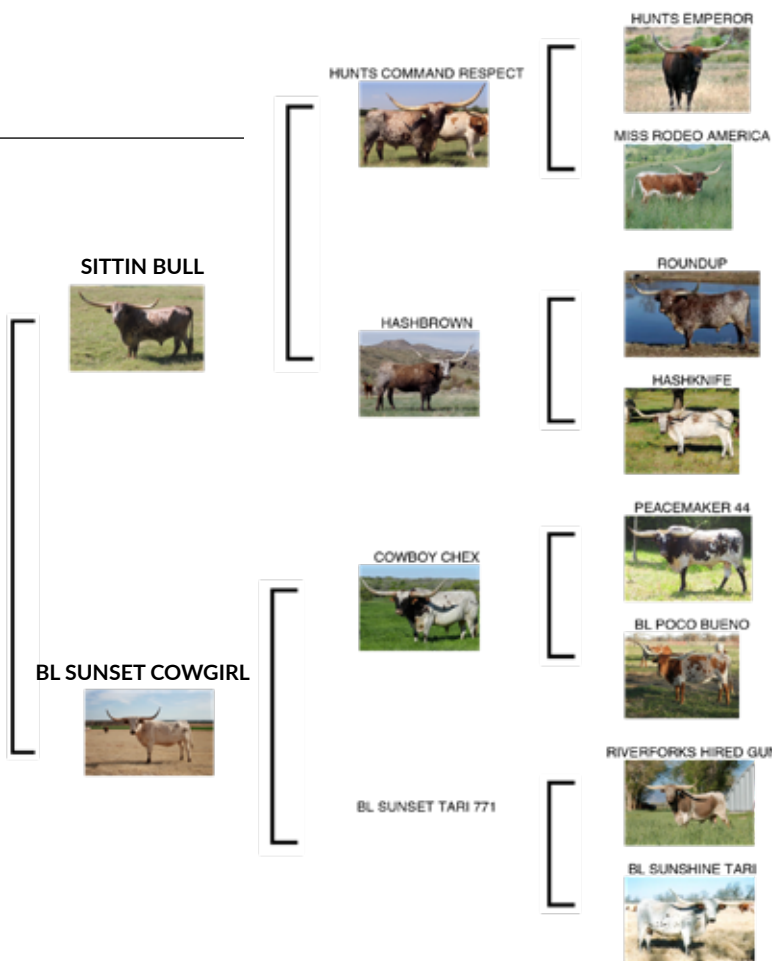 HUNTS EMPEROR
HUNTS COMMAND RESPECT
MISS RODEO AMERICA
SITTIN BULL
ROUNDUP
HASHBROWN
HASHKNIFE
PEACEMAKER 44
COWBOY CHEX
BL POCO BUENO
BL SUNSET COWGIRL
RIVERFORKS HIRED GUN
BL SUNSET TARI 771
BL SUNSHINE TARI